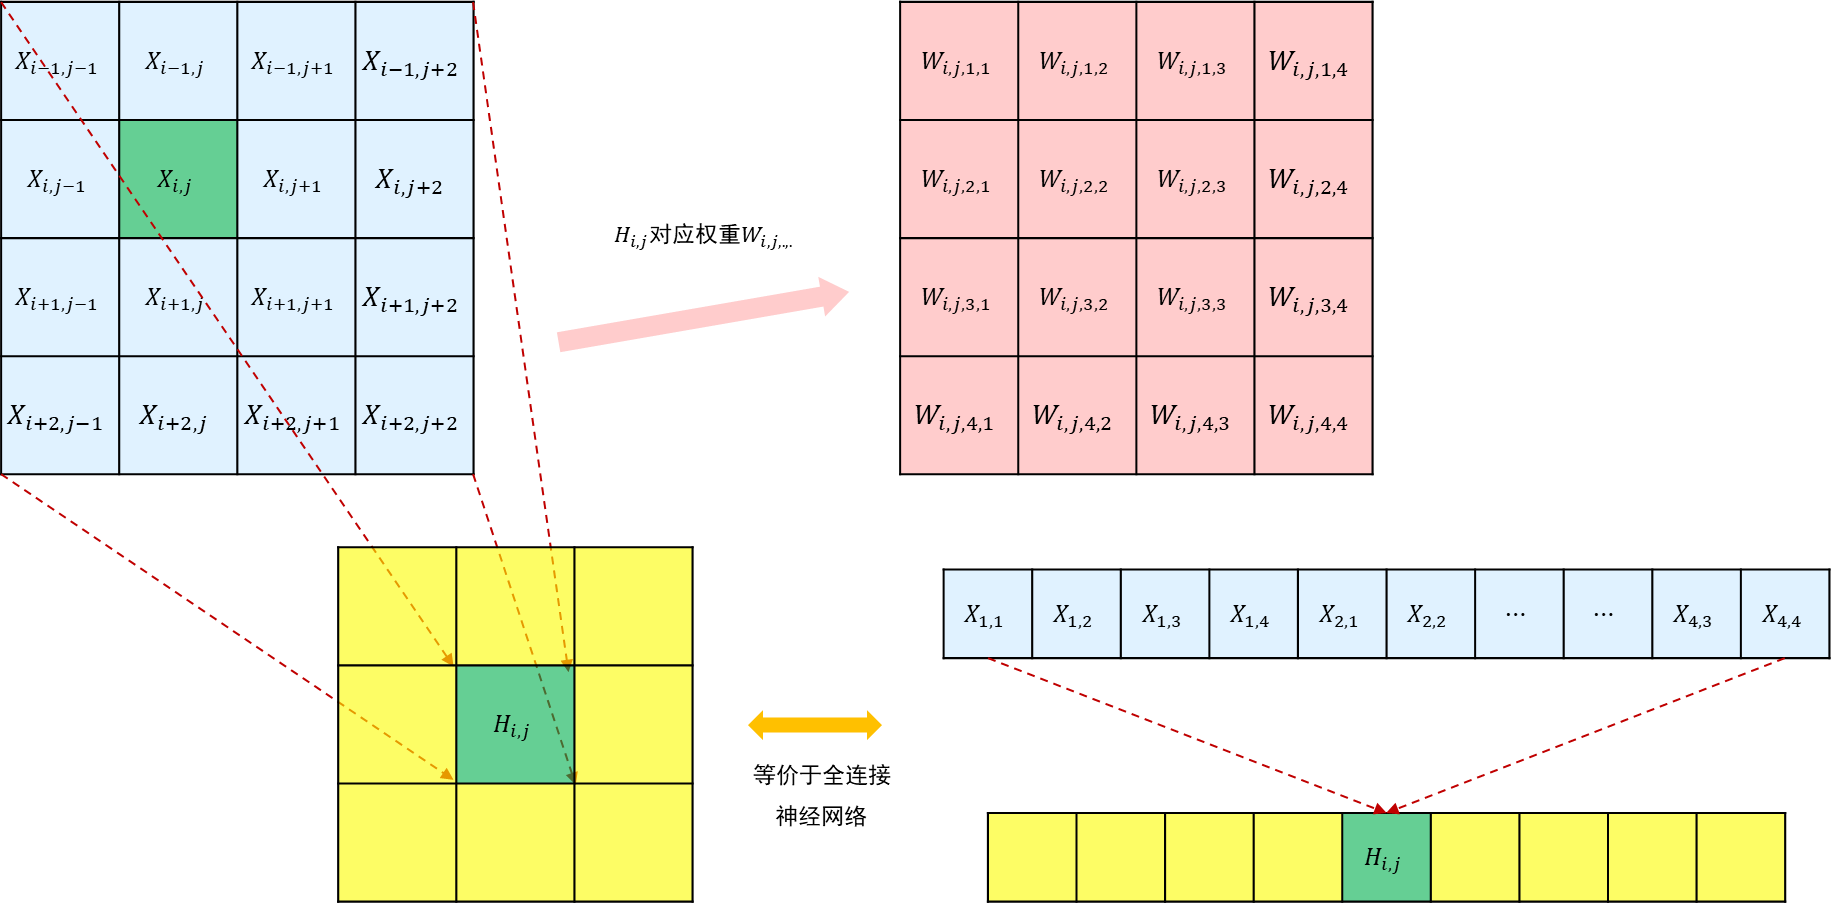 X_{i−1,j−1} X_{i−1,j} X_{i−1,j+1} X_{i−1,j+2}
X_{i,j−1} X_{i,j} X_{i,j+1} X_{i,j+2}
X_{i+1,j−1} X_{i+1,j} X_{i+1,j+1} X_{i+1,j+2}
X_{i+2,j−1} X_{i+2,j} X_{i+2,j+1} X_{i+2,j+2}
H_{i,j}对应权重W_{i,j,.,.}
W_{i,j,1,1} W_{i,j,1,2} W_{i,j,1,3} W_{i,j,1,4}
W_{i,j,2,1} W_{i,j,2,2} W_{i,j,2,3} W_{i,j,2,4}
W_{i,j,3,1} W_{i,j,3,2} W_{i,j,3,3} W_{i,j,3,4}
W_{i,j,4,1} W_{i,j,4,2} W_{i,j,4,3} W_{i,j,4,4}
H_{i,j}
等价于全连接
神经网络
X_{1,1} X_{1,2} X_{1,3} X_{1,4} X_{2,1} X_{2,2} ⋯ ⋯ X_{4,3} X_{4,4}
H_{i,j}